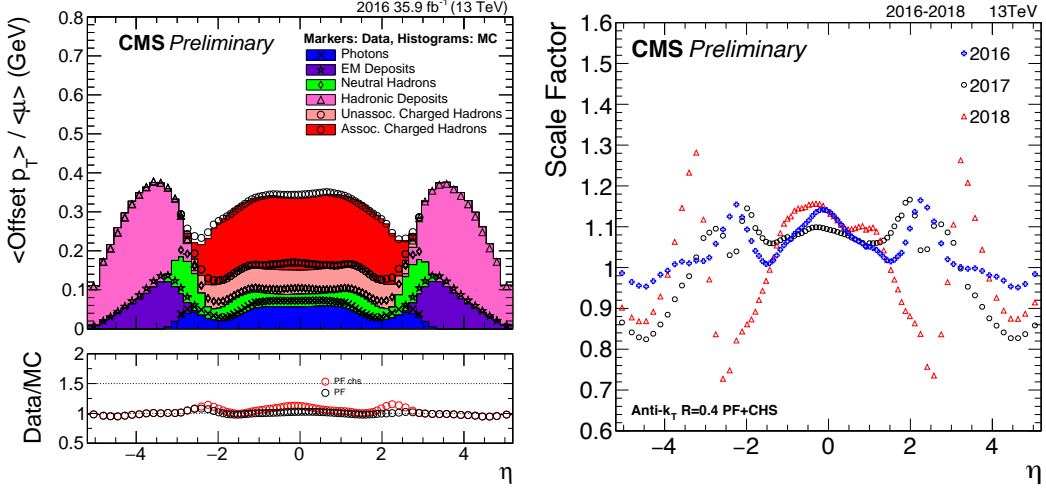 2016 35.9 fb⁻¹ (13 TeV)
CMS Preliminary
Markers: Data, Histograms: MC
Photons
EM Deposits
Neutral Hadrons
Hadronic Deposits
Unassoc. Charged Hadrons
Assoc. Charged Hadrons
<Offset p_T> / <μ> (GeV)
0.8
0.7
0.6
0.5
0.4
0.3
0.2
0.1
0
Data/MC
2
1.5
1
0.5
PF chs
PF
−4 −2 0 2 4
η
2016-2018 13TeV
CMS Preliminary
2016
2017
2018
Scale Factor
1.6
1.5
1.4
1.3
1.2
1.1
1.0
0.9
0.8
0.7
0.6
Anti-k_T R=0.4 PF+CHS
−4 −2 0 2 4
η